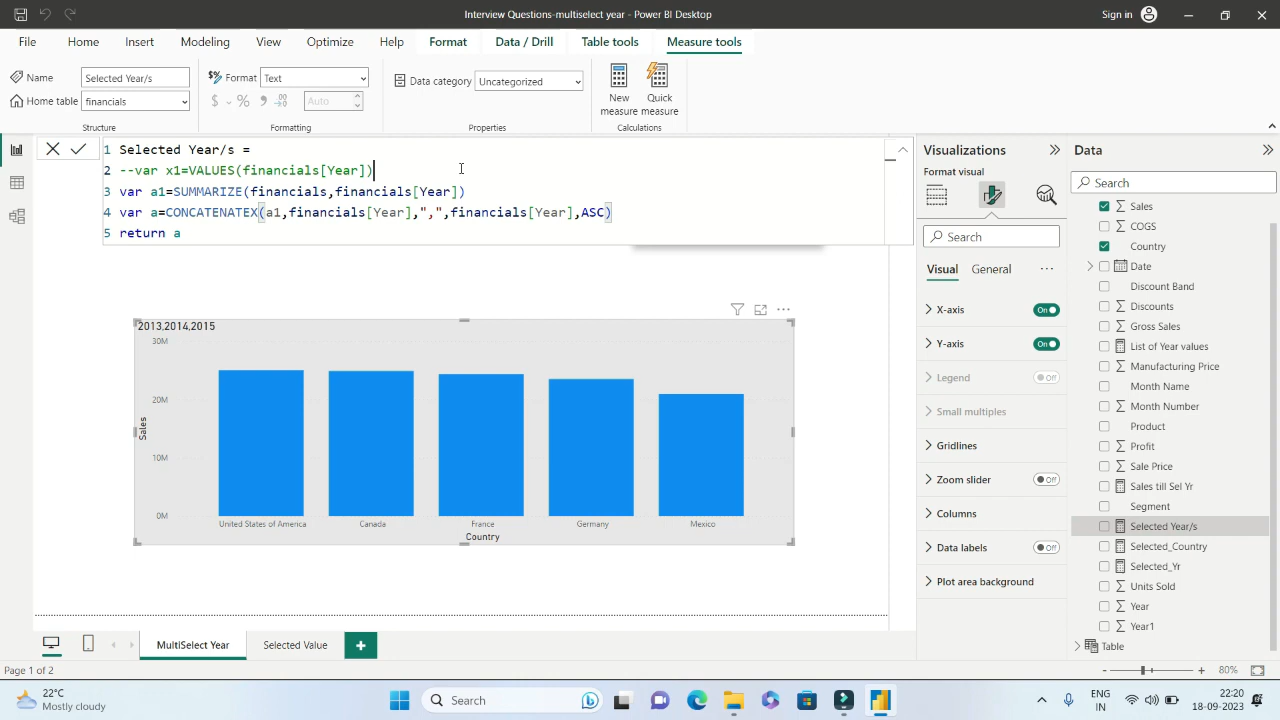 Interview Questions-multiselect year - Power BI Desktop
Sign in
File Home Insert Modeling View Optimize Help Format Data / Drill Table tools Measure tools
Name Selected Year/s
Home table financials
Structure
Format Text
$ % Auto
Formatting
Data category Uncategorized
Properties
New measure
Quick measure
Calculations
1 Selected Year/s =
2 --var x1=VALUES(financials[Year])
3 var a1=SUMMARIZE(financials,financials[Year])
4 var a=CONCATENATEX(a1,financials[Year],",",financials[Year],ASC)
5 return a
2013,2014,2015
30M
20M
10M
0M
Sales
United States of America Canada France Germany Mexico
Country
Visualizations
Format visual
Search
Visual General
X-axis On
Y-axis On
Legend Off
Small multiples
Gridlines
Zoom slider Off
Columns
Data labels Off
Plot area background
Data
Search
Sales
COGS
Country
Date
Discount Band
Discounts
Gross Sales
List of Year values
Manufacturing Price
Month Name
Month Number
Product
Profit
Sale Price
Sales till Sel Yr
Segment
Selected Year/s
Selected_Country
Selected_Yr
Units Sold
Year
Year1
Table
MultiSelect Year Selected Value
Page 1 of 2
80%
22°C
Mostly cloudy
Search
ENG
IN
22:20
18-09-2023